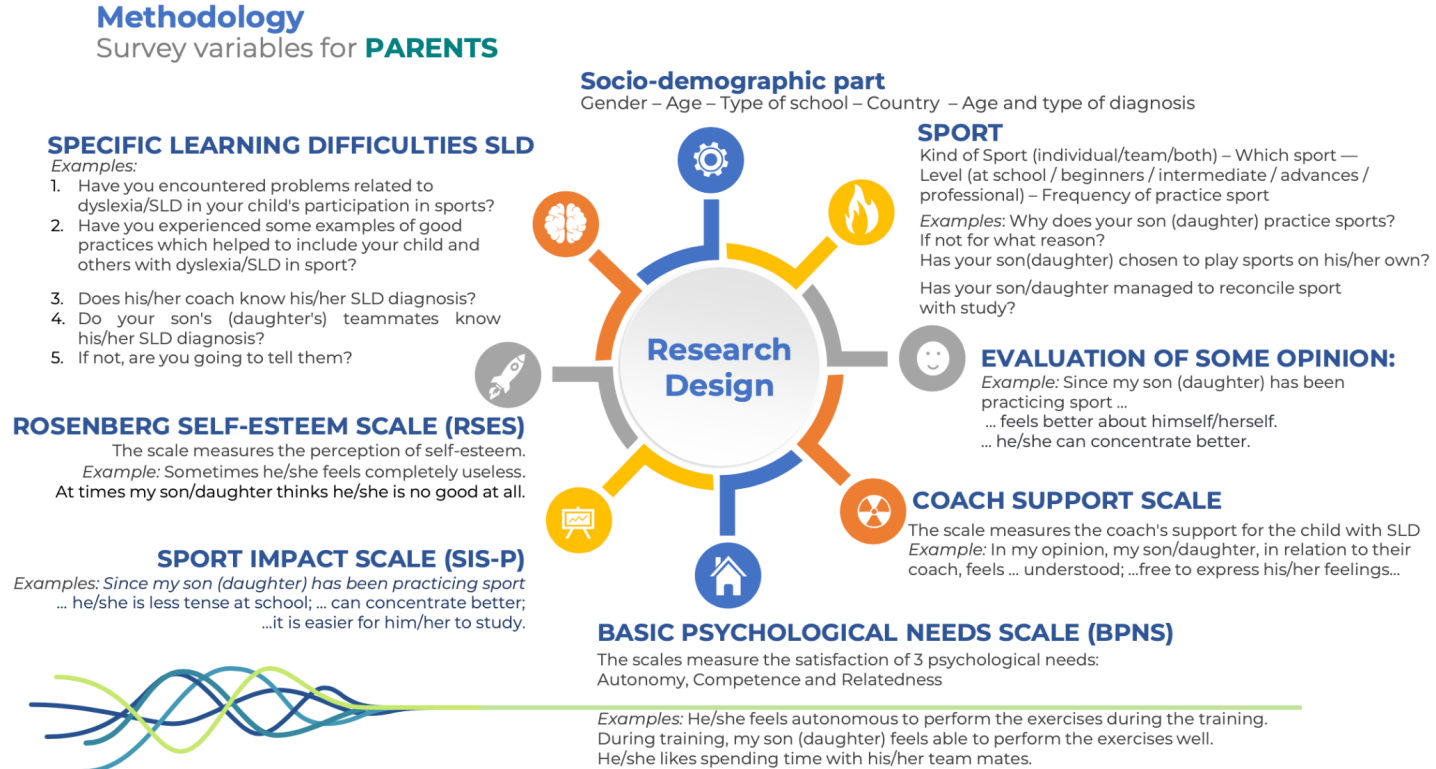 Methodology
Survey variables for PARENTS
Socio-demographic part
Gender – Age – Type of school – Country – Age and type of diagnosis
SPECIFIC LEARNING DIFFICULTIES SLD
Examples:
1. Have you encountered problems related to
dyslexia/SLD in your child's participation in sports?
2. Have you experienced some examples of good
practices which helped to include your child and
others with dyslexia/SLD in sport?
3. Does his/her coach know his/her SLD diagnosis?
4. Do your son's (daughter's) teammates know
his/her SLD diagnosis?
5. If not, are you going to tell them?
SPORT
Kind of Sport (individual/team/both) – Which sport —
Level (at school / beginners / intermediate / advances /
professional) – Frequency of practice sport
Examples: Why does your son (daughter) practice sports?
If not for what reason?
Has your son(daughter) chosen to play sports on his/her own?
Has your son/daughter managed to reconcile sport
with study?
Research
Design
EVALUATION OF SOME OPINION:
Example: Since my son (daughter) has been
practicing sport ...
... feels better about himself/herself.
... he/she can concentrate better.
ROSENBERG SELF-ESTEEM SCALE (RSES)
The scale measures the perception of self-esteem.
Example: Sometimes he/she feels completely useless.
At times my son/daughter thinks he/she is no good at all.
COACH SUPPORT SCALE
The scale measures the coach's support for the child with SLD
Example: In my opinion, my son/daughter, in relation to their
coach, feels ... understood; ...free to express his/her feelings...
SPORT IMPACT SCALE (SIS-P)
Examples: Since my son (daughter) has been practicing sport
... he/she is less tense at school; ... can concentrate better;
...it is easier for him/her to study.
BASIC PSYCHOLOGICAL NEEDS SCALE (BPNS)
The scales measure the satisfaction of 3 psychological needs:
Autonomy, Competence and Relatedness
Examples: He/she feels autonomous to perform the exercises during the training.
During training, my son (daughter) feels able to perform the exercises well.
He/she likes spending time with his/her team mates.